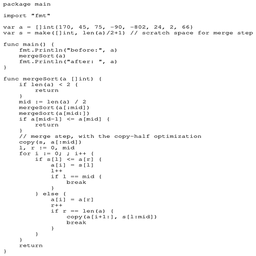 package main
import "fmt"
var a = []int{170, 45, 75, -90, -802, 24, 2, 66}
var s = make([]int, len(a)/2+1) // scratch space for merge step
func main() {
    fmt.Println("before:", a)
    mergeSort(a)
    fmt.Println("after: ", a)
}
func mergeSort(a []int) {
    if len(a) < 2 {
        return
    }
    mid := len(a) / 2
    mergeSort(a[:mid])
    mergeSort(a[mid:])
    if a[mid-1] <= a[mid] {
        return
    }
    // merge step, with the copy-half optimization
    copy(s, a[:mid])
    l, r := 0, mid
    for i := 0; ; i++ {
        if s[l] <= a[r] {
            a[i] = s[l]
            l++
            if l == mid {
                break
            }
        } else {
            a[i] = a[r]
            r++
            if r == len(a) {
                copy(a[i+1:], s[l:mid])
                break
            }
        }
    }
    return
}